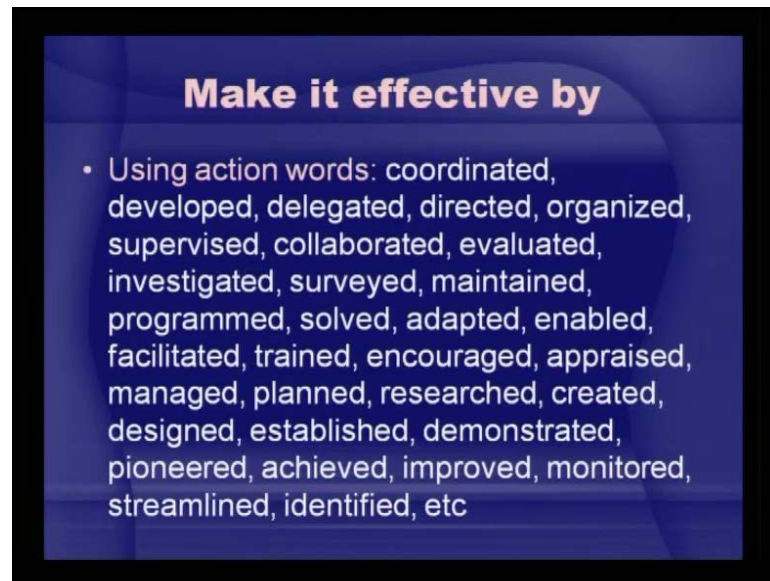 Make it effective by
• Using action words: coordinated,
developed, delegated, directed, organized,
supervised, collaborated, evaluated,
investigated, surveyed, maintained,
programmed, solved, adapted, enabled,
facilitated, trained, encouraged, appraised,
managed, planned, researched, created,
designed, established, demonstrated,
pioneered, achieved, improved, monitored,
streamlined, identified, etc